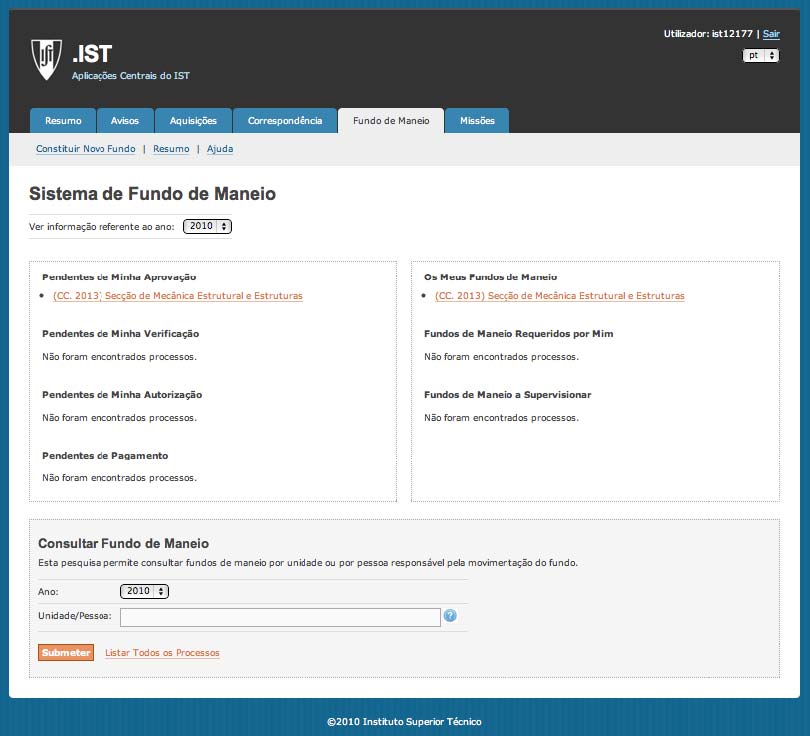 Utilizador: ist12177 | Sair
pt
.IST
Aplicações Centrais do IST
Resumo Avisos Aquisições Correspondência Fundo de Maneio Missões
Constituir Novo Fundo | Resumo | Ajuda
Sistema de Fundo de Maneio
Ver informação referente ao ano: 2010
Pendentes de Minha Aprovação
(CC. 2013) Secção de Mecânica Estrutural e Estruturas
Pendentes de Minha Verificação
Não foram encontrados processos.
Pendentes de Minha Autorização
Não foram encontrados processos.
Pendentes de Pagamento
Não foram encontrados processos.
Os Meus Fundos de Maneio
(CC. 2013) Secção de Mecânica Estrutural e Estruturas
Fundos de Maneio Requeridos por Mim
Não foram encontrados processos.
Fundos de Maneio a Supervisionar
Não foram encontrados processos.
Consultar Fundo de Maneio
Esta pesquisa permite consultar fundos de maneio por unidade ou por pessoa responsável pela movimertação do fundo.
Ano: 2010
Unidade/Pessoa: ?
Submeter Listar Todos os Processos
©2010 Instituto Superior Técnico